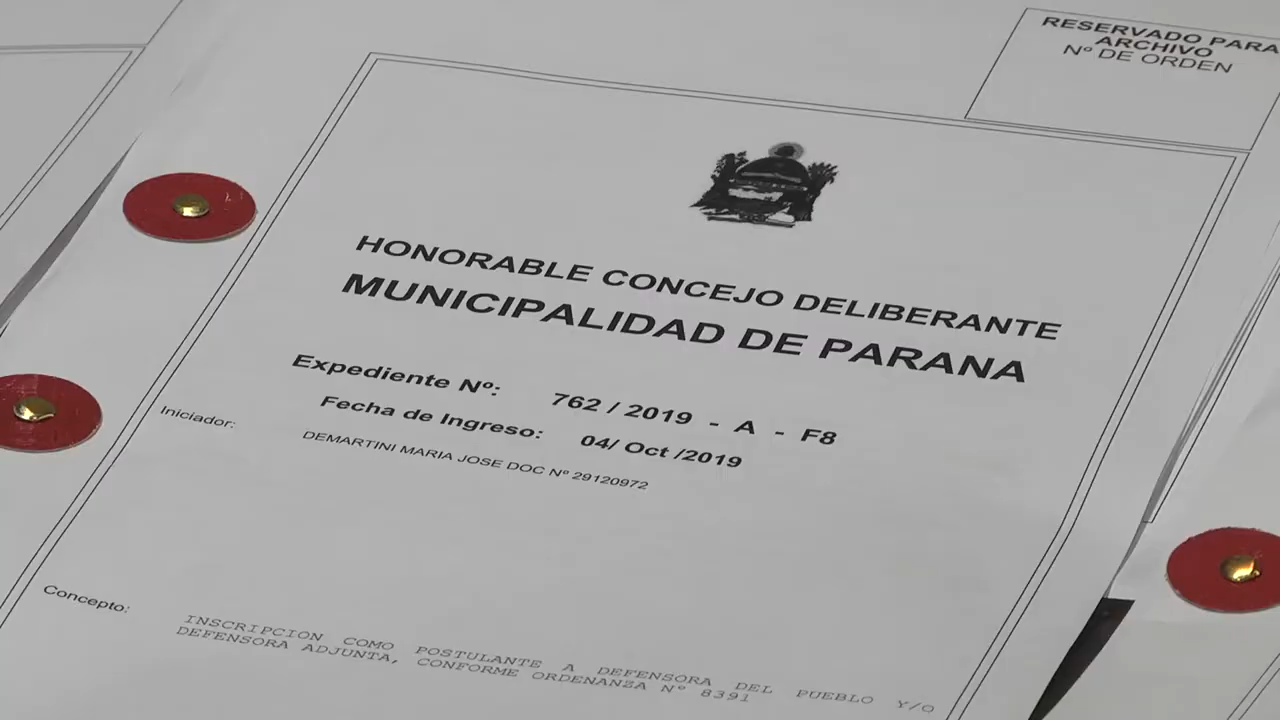 RESERVADO PARA
ARCHIVO
Nº DE ORDEN
HONORABLE CONCEJO DELIBERANTE
MUNICIPALIDAD DE PARANA
Expediente Nº: 762 / 2019 - A - F8
Fecha de Ingreso: 04/ Oct /2019
Iniciador: DEMARTINI MARIA JOSE DOC Nº 29120972
Concepto: INSCRIPCION COMO POSTULANTE A DEFENSORA DEL PUEBLO Y/O
DEFENSORA ADJUNTA, CONFORME ORDENANZA Nº 8391